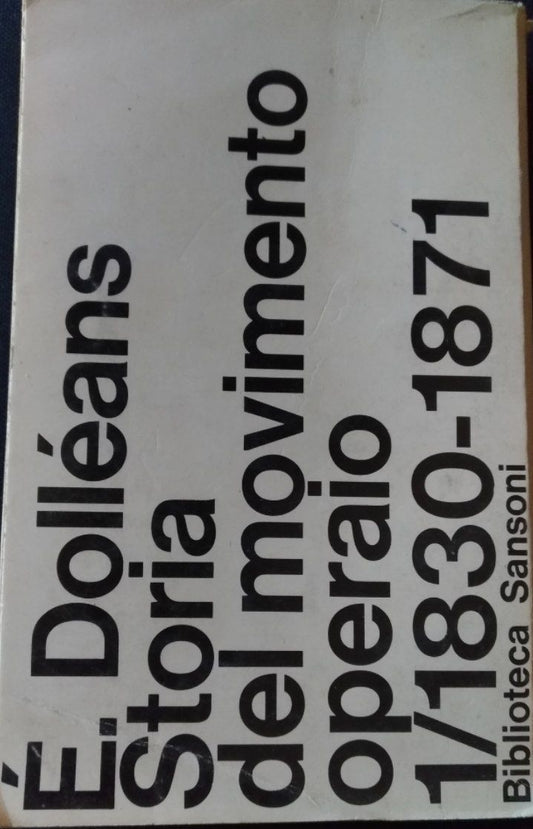 É. Dolléans
Storia
del movimento
operaio
1/1830-1871
Biblioteca Sansoni